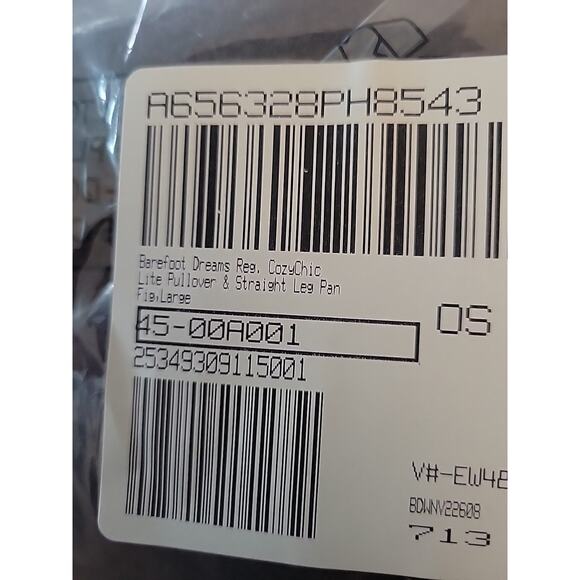 A656328PH8543
Barefoot Dreams Reg. CozyChic
Lite Pullover & Straight Leg Pan
Fig,Large
OS
45-00A001
25349309115001
V#-EW48
BDWNV22608
713